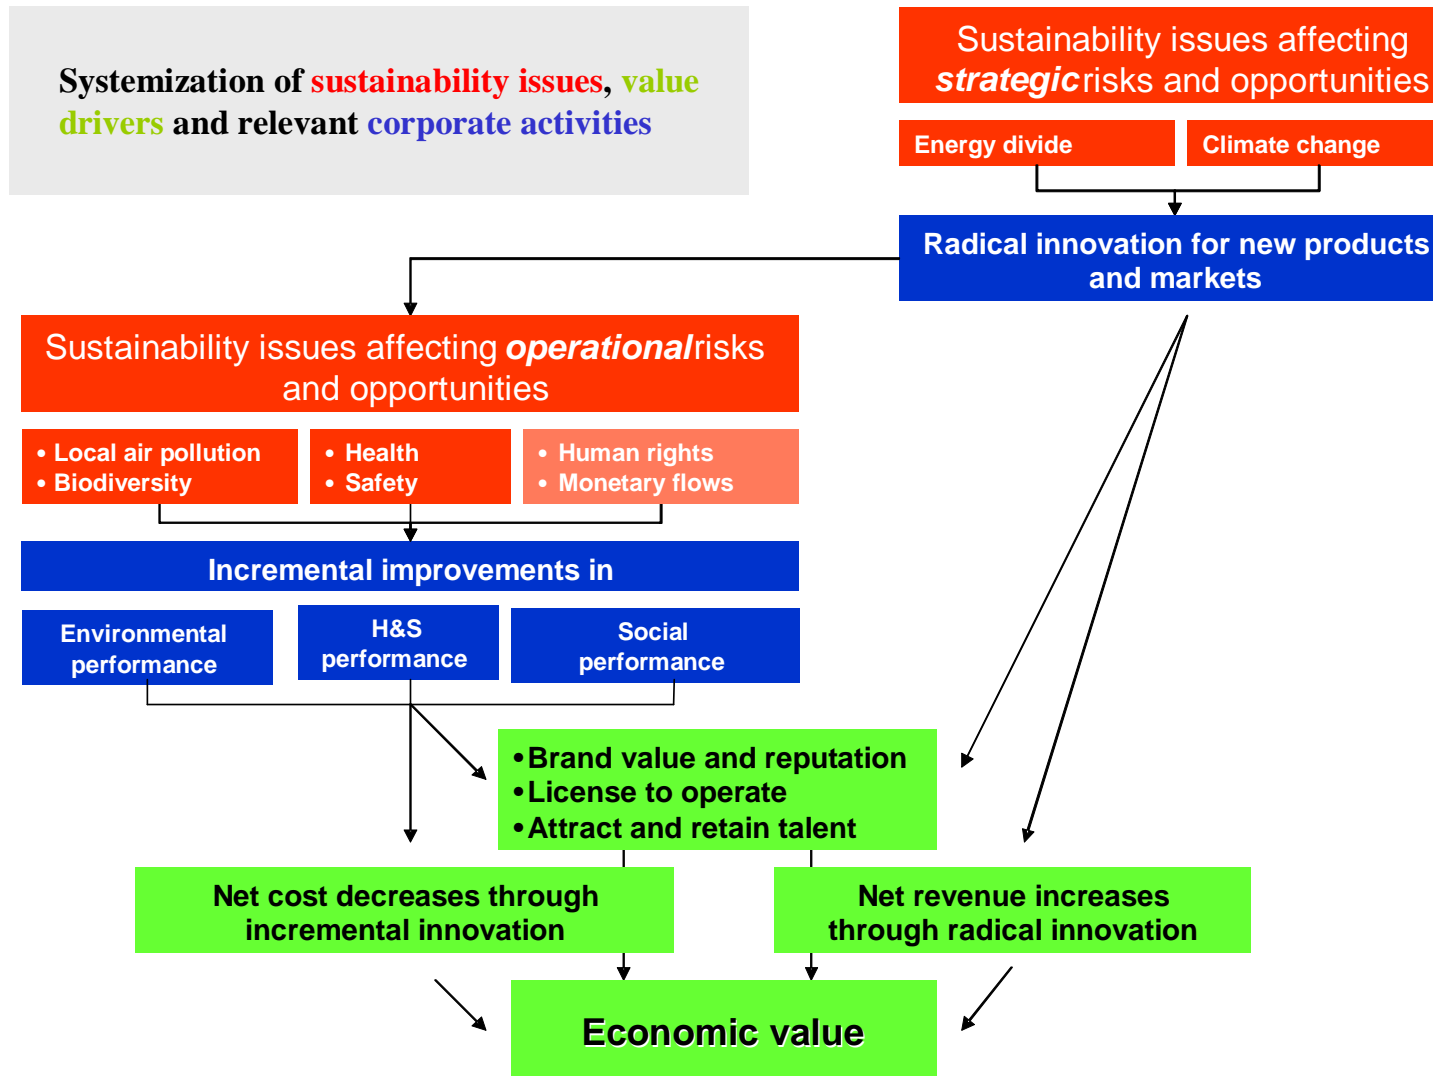 Systemization of sustainability issues, value
drivers and relevant corporate activities
Sustainability issues affecting
strategic risks and opportunities
Energy divide
Climate change
Radical innovation for new products
and markets
Sustainability issues affecting operational risks
and opportunities
• Local air pollution
• Biodiversity
• Health
• Safety
• Human rights
• Monetary flows
Incremental improvements in
Environmental
performance
H&S
performance
Social
performance
• Brand value and reputation
• License to operate
• Attract and retain talent
Net cost decreases through
incremental innovation
Net revenue increases
through radical innovation
Economic value